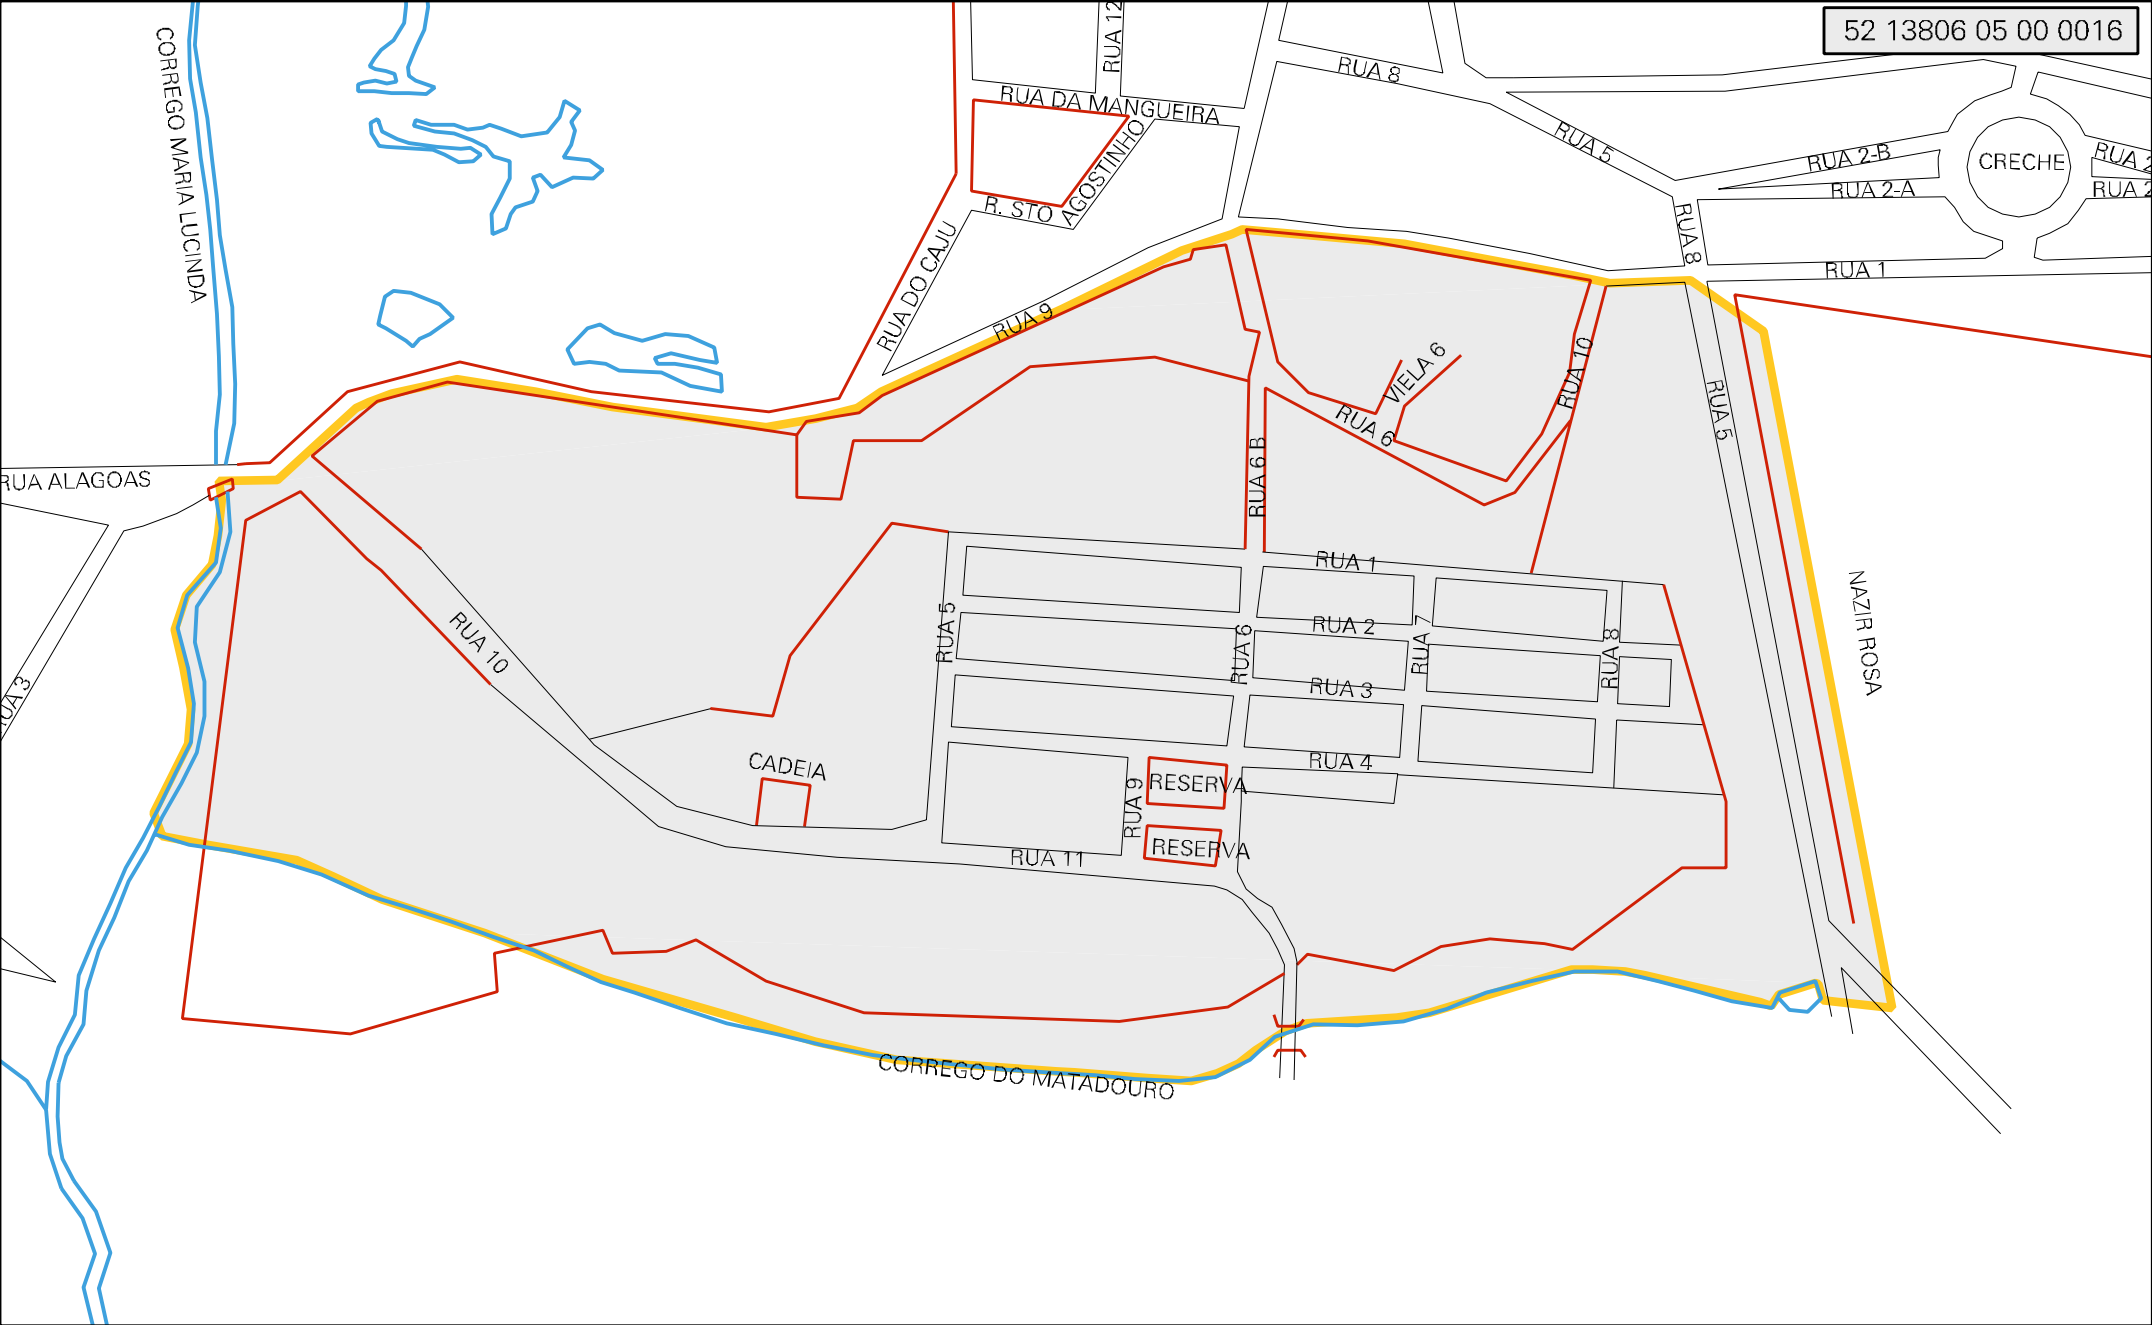 52 13806 05 00 0016
RUA 12
CORREGO MARIA LUCINDA
RUA 8
RUA DA MANGUEIRA
RUA 5
RUA 2-B
CRECHE
RUA 2
RUA 2-A
RUA 2
R. STO AGOSTINHO
RUA 8
RUA DO CAJU
RUA 1
RUA 9
VIELA 6
RUA 10
RUA 5
RUA 6
RUA 6 B
RUA ALAGOAS
RUA 1
NAZIR ROSA
RUA 5
RUA 2
RUA 6
RUA 7
RUA 8
RUA 10
RUA 3
RUA 3
RUA 4
CADEIA
RESERVA
RUA 9
RESERVA
RUA 11
CORREGO DO MATADOURO